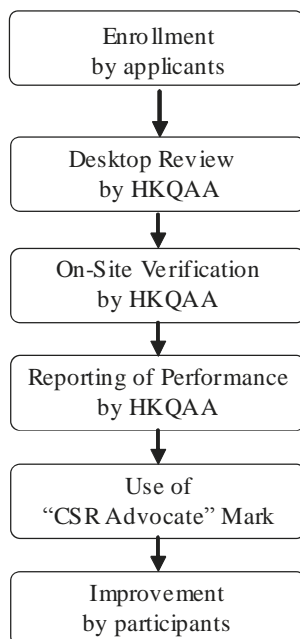 Enrollment
by applicants
Desktop Review
by HKQAA
On-Site Verification
by HKQAA
Reporting of Performance
by HKQAA
Use of
“CSR Advocate” Mark
Improvement
by participants